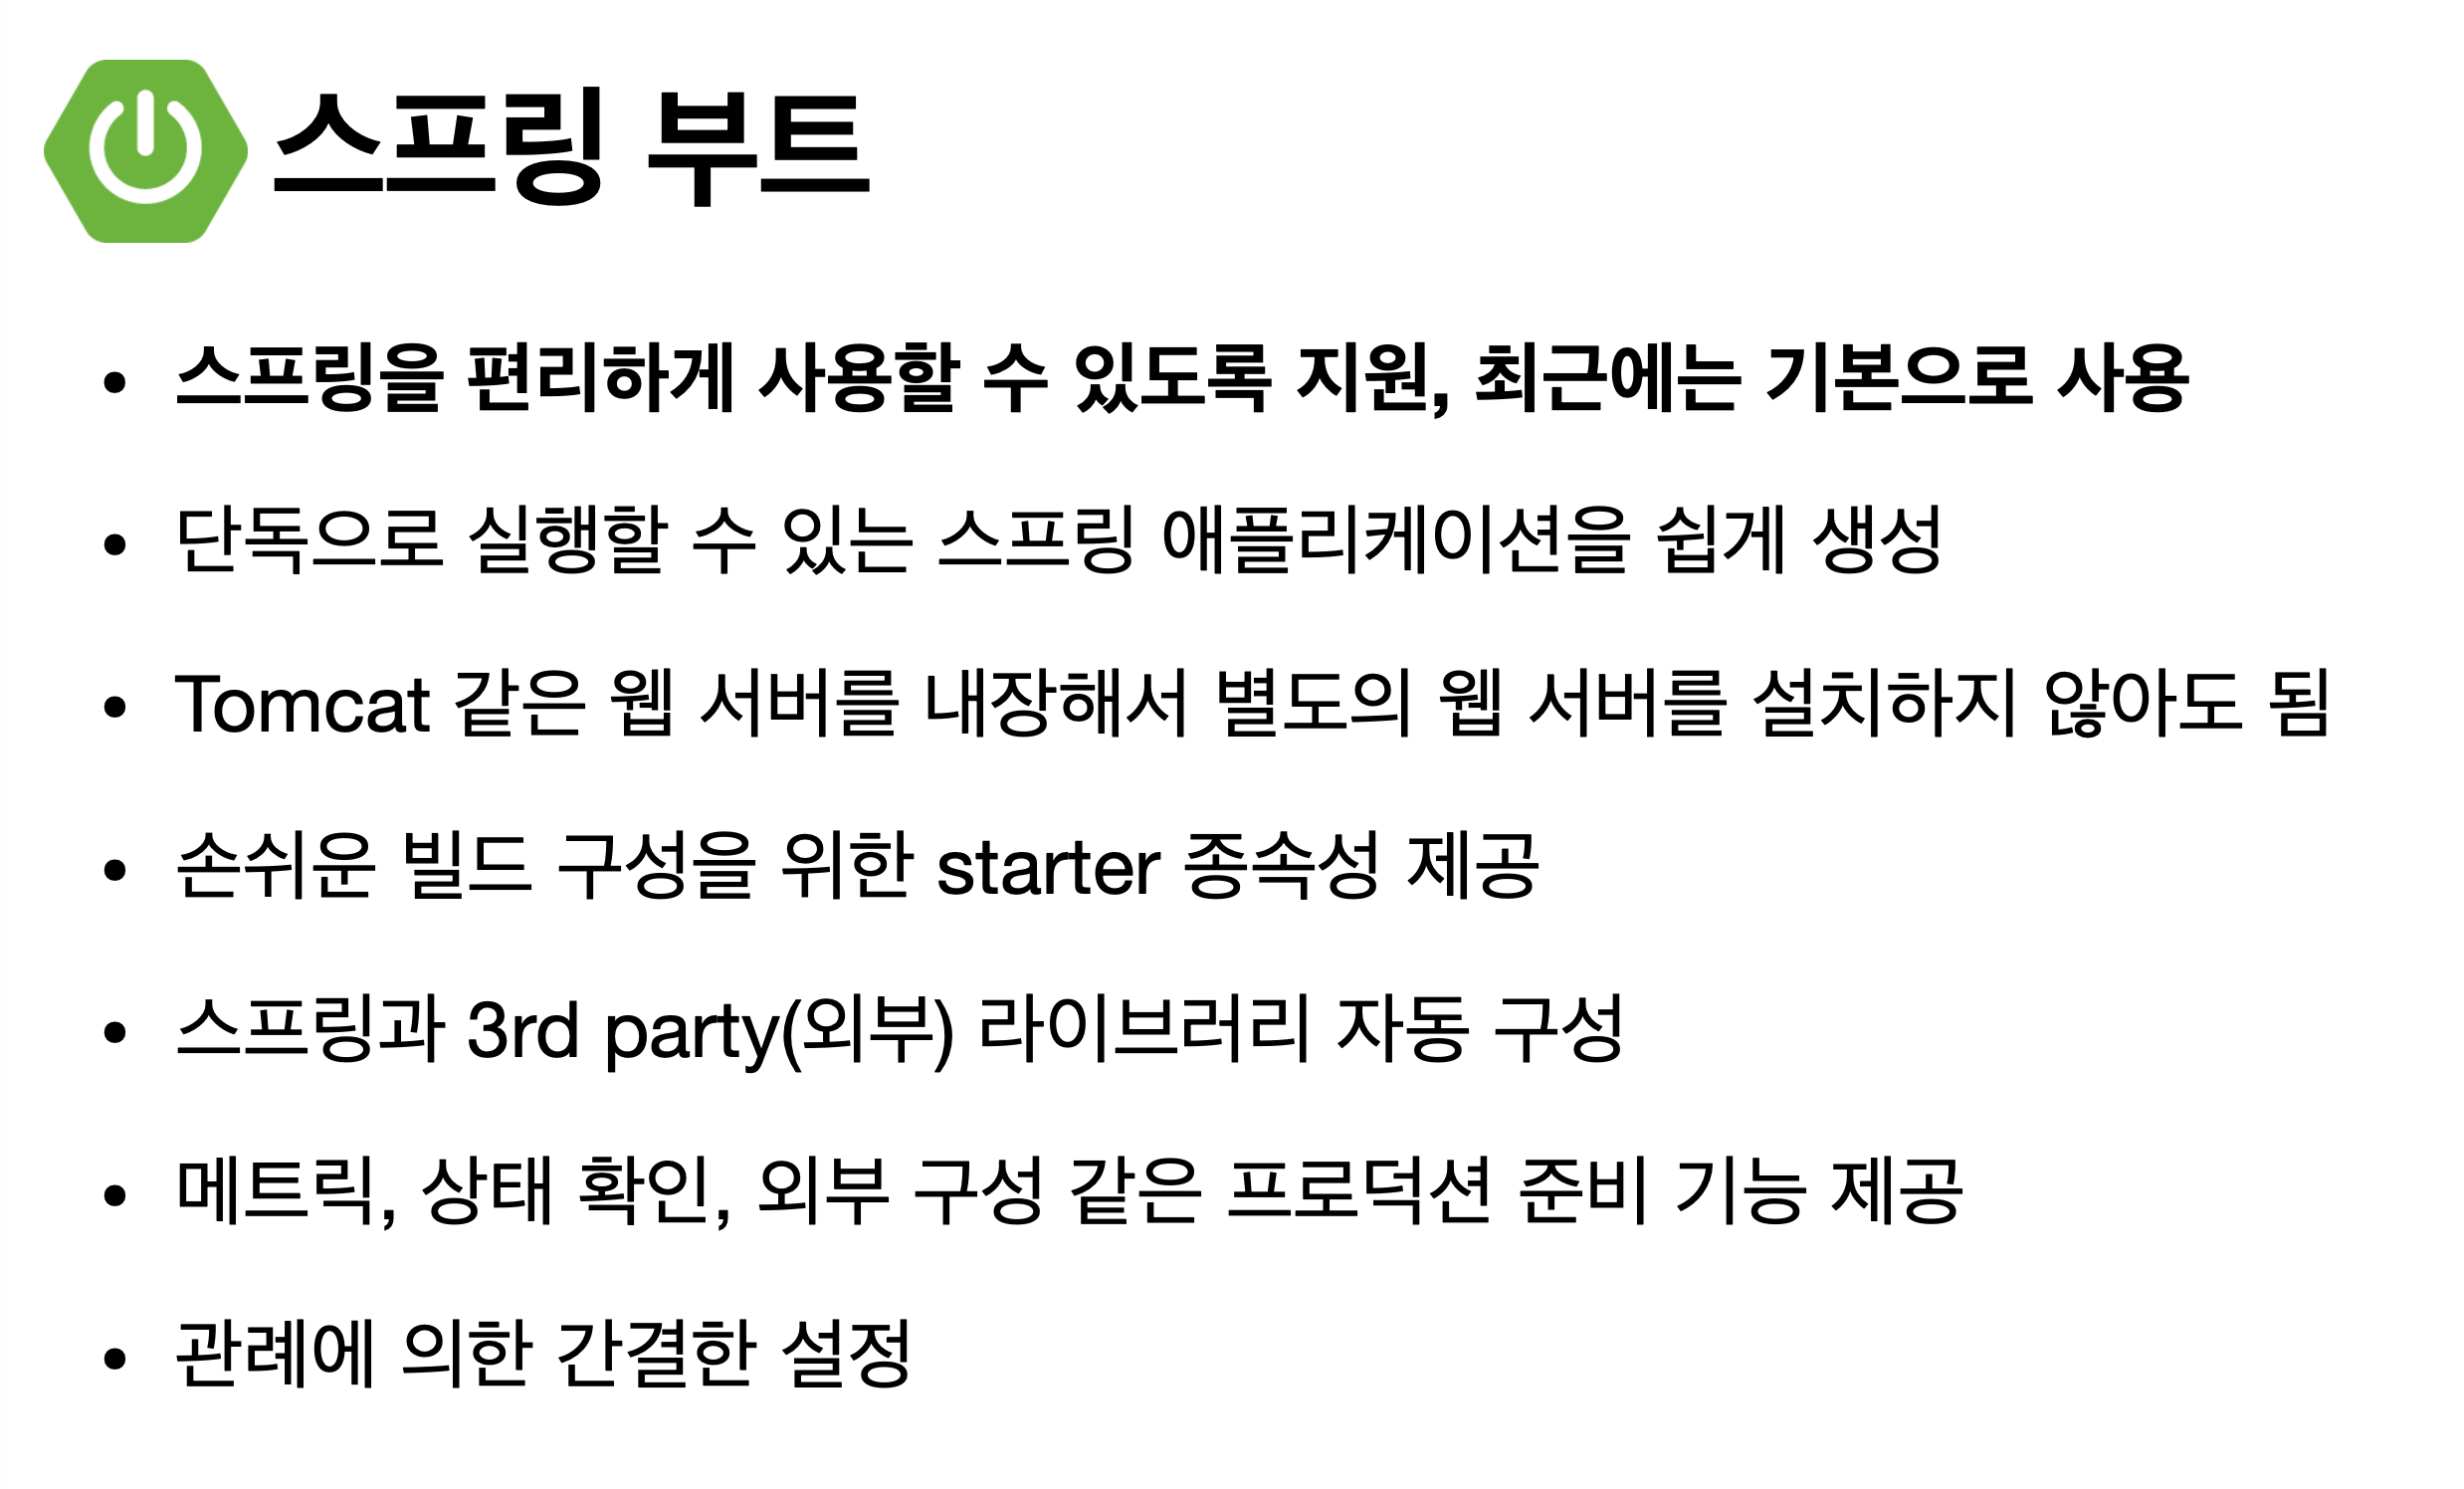 스프링 부트
• 스프링을 편리하게 사용할 수 있도록 지원, 최근에는 기본으로 사용
• 단독으로 실행할 수 있는 스프링 애플리케이션을 쉽게 생성
• Tomcat 같은 웹 서버를 내장해서 별도의 웹 서버를 설치하지 않아도 됨
• 손쉬운 빌드 구성을 위한 starter 종속성 제공
• 스프링과 3rd party(외부) 라이브러리 자동 구성
• 메트릭, 상태 확인, 외부 구성 같은 프로덕션 준비 기능 제공
• 관례에 의한 간결한 설정